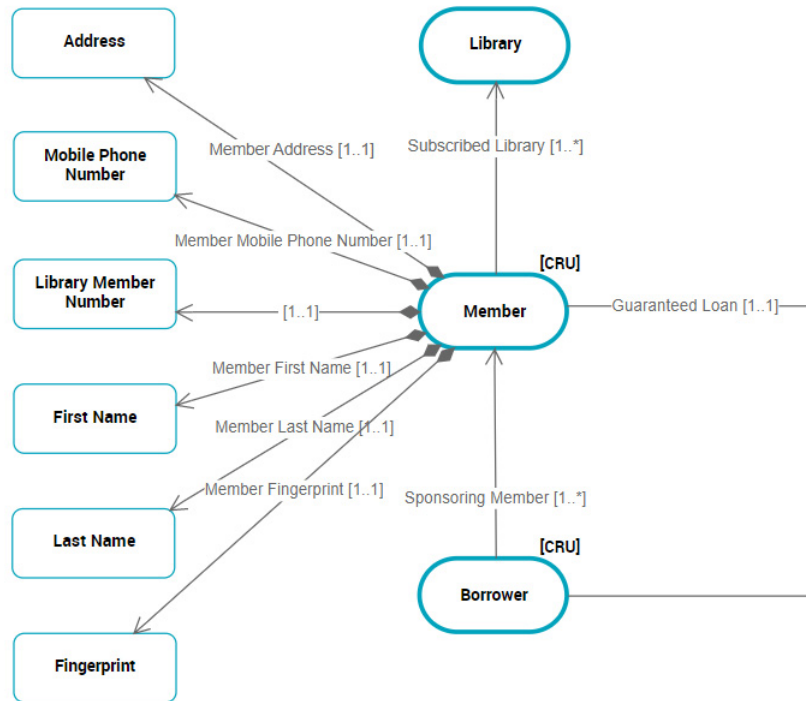 Address
Library
Member Address [1..1]
Subscribed Library [1..*]
Mobile Phone
Number
Member Mobile Phone Number [1..1]
[CRU]
Library Member
Number
[1..1]
Member
Guaranteed Loan [1..1]
Member First Name [1..1]
First Name
Member Last Name [1..1]
Member Fingerprint [1..1]
Sponsoring Member [1..*]
Last Name
[CRU]
Borrower
Fingerprint